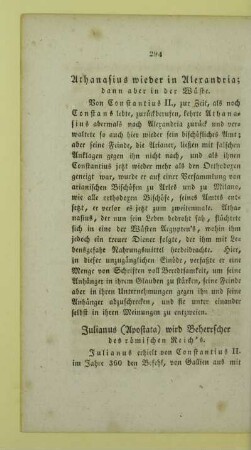 294
Athanasius wieder in Alexandria;
dann aber in der Wüste.
Von Constantius II., zur Zeit, als noch
Constans lebte, zurückberufen, kehrte Athana-
sius abermals nach Alexandria zurück und ver-
waltete so auch hier wieder sein bischöfliches Amt;
aber seine Feinde, die Arianer, ließen mit falschen
Anklagen gegen ihn nicht nach, und als ihnen
Constantius jetzt wieder mehr als den Orthodoxen
geneigt war, wurde er auf einer Versammlung von
arianischen Bischöfen zu Arles und zu Milano,
wie alle orthodoxen Bischöfe, seines Amtes ent-
setzt, er verlor es jetzt zum zweitenmale. Atha-
nasius, der nun sein Leben bedroht sah, flüchtete
sich in eine der Wüsten Aegypten's, wohin ihm
jedoch ein treuer Diener folgte, der ihm mit Le-
bensgefahr Nahrungsmittel herbeibrachte. Hier,
in dieser unzugänglichen Einöde, verfaßte er eine
Menge von Schriften voll Beredsamkeit, um seine
Anhänger in ihrem Glauben zu stärken, seine Feinde
aber in ihren Unternehmungen gegen ihn und seine
Anhänger abzuschrecken, und sie unter einander
selbst in ihren Meinungen zu entzweien.
Julianus (Apostata) wird Beherrscher
des römischen Reich's.
Julianus erhielt von Constantius II.
im Jahre 360 den Befehl, von Gallien aus mit